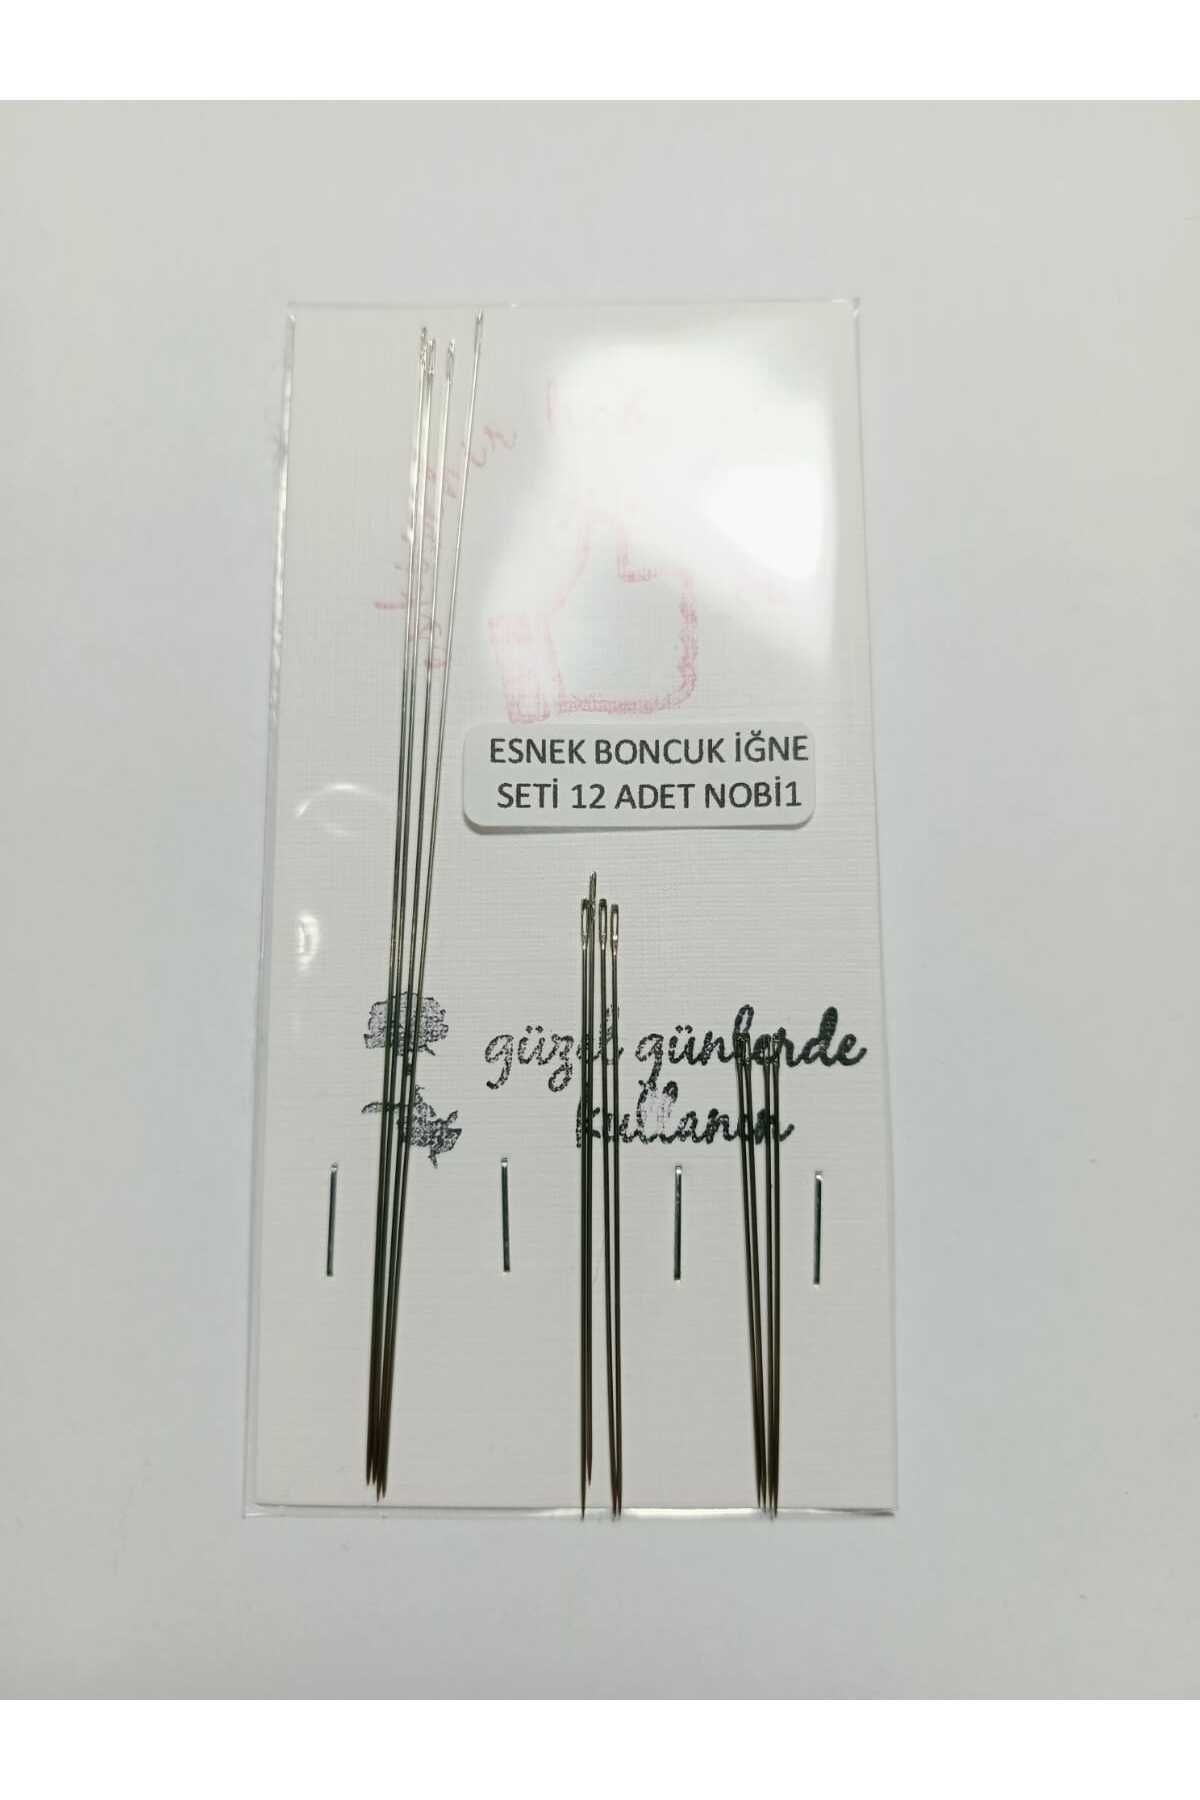 ESNEK BONCUK İĞNE
SETİ 12 ADET NOBİ1
güzel günlerde
kullanın